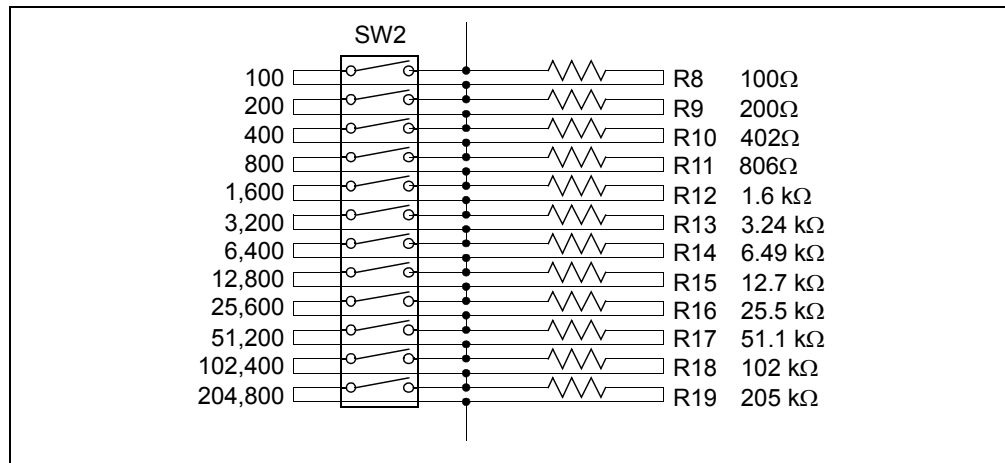 SW2
100 R8 100Ω
200 R9 200Ω
400 R10 402Ω
800 R11 806Ω
1,600 R12 1.6 kΩ
3,200 R13 3.24 kΩ
6,400 R14 6.49 kΩ
12,800 R15 12.7 kΩ
25,600 R16 25.5 kΩ
51,200 R17 51.1 kΩ
102,400 R18 102 kΩ
204,800 R19 205 kΩ